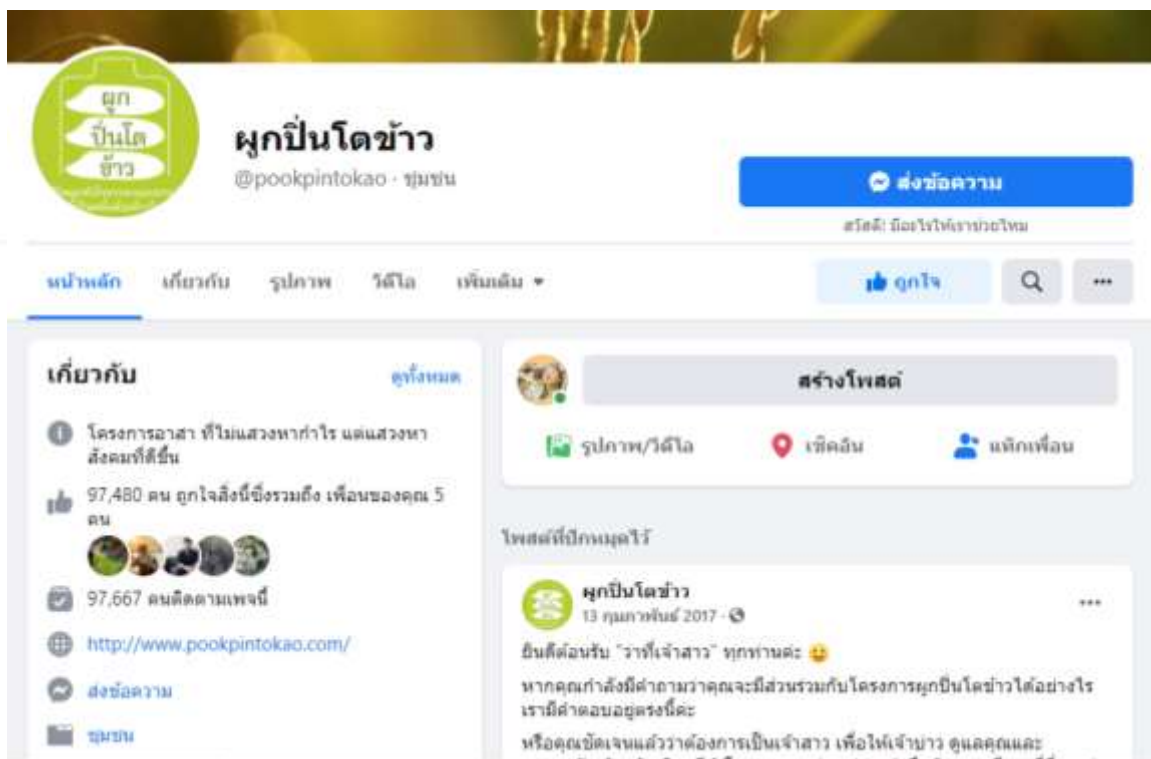 ผูก
ปิ่นโต
ข้าว
ผูกปิ่นโตข้าว
@pookpintokao · ชุมชน
ส่งข้อความ
สวัสดี! มีอะไรให้เราช่วยไหม
หน้าหลัก เกี่ยวกับ รูปภาพ วิดีโอ เพิ่มเติม
ถูกใจ
เกี่ยวกับ
ดูทั้งหมด
โครงการอาสา ที่ไม่แสวงหากำไร แต่แสวงหา
สังคมที่ดีขึ้น
97,480 คน ถูกใจสิ่งนี้ซึ่งรวมถึง เพื่อนของคุณ 5
คน
97,667 คนติดตามเพจนี้
http://www.pookpintokao.com/
ส่งข้อความ
ชุมชน
สร้างโพสต์
รูปภาพ/วิดีโอ เช็คอิน แท็กเพื่อน
โพสต์ที่ปักหมุดไว้
ผูกปิ่นโตข้าว
13 กุมภาพันธ์ 2017 ·
ยินดีต้อนรับ "ว่าที่เจ้าสาว" ทุกท่านค่ะ
หากคุณกำลังมีคำถามว่าคุณจะมีส่วนร่วมกับโครงการผูกปิ่นโตข้าวได้อย่างไร
เรามีคำตอบอยู่ตรงนี้ค่ะ
หรือคุณชัดเจนแล้วว่าต้องการเป็นเจ้าสาว เพื่อให้เจ้าบ่าว ดูแลคุณและ